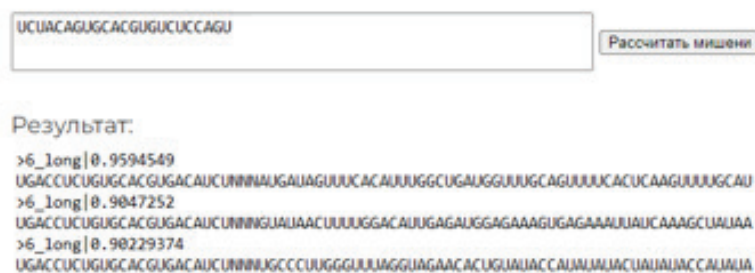 UCUACAGUGCACGUGUCUCCAGU
Рассчитать мишени
Результат:
>6_long|0.9594549
UGACCUCUGUGCACGUGACAUCUNNNAUGAUAGUUUCACAUUUGGCUGAUGGUUUGCAGUUUUCACUCAAGUUUUGCAU
>6_long|0.9047252
UGACCUCUGUGCACGUGACAUCUNNNGUAUAACUUUUGGACAUUGAGAUGGAGAAAGUGAGAAAUUAUCAAAGCUAUAA
>6_long|0.90229374
UGACCUCUGUGCACGUGACAUCUNNNUGCCCUUGGGUUUAGGUAGAACACUGUAUACCAUAUAUACUAUAUACCAUAUA